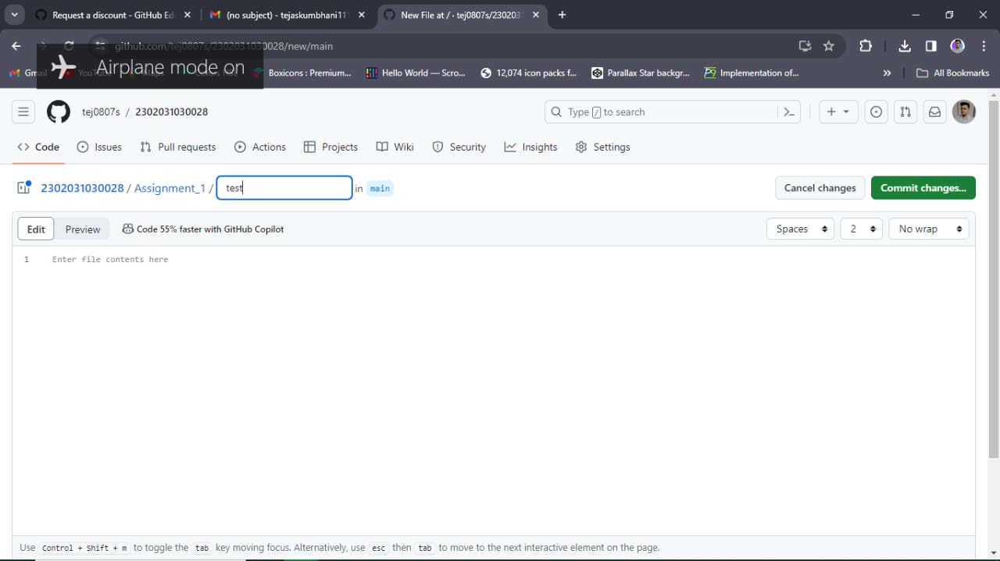 Request a discount - GitHub Ed
(no subject) - tejaskumbhani11
New File at / · tej0807s/230203
github.com/tej0807s/2302031030028/new/main
Airplane mode on
Gmail
YouTube
Boxicons : Premium...
Hello World — Scro...
12,074 icon packs f...
Parallax Star backgr...
Implementation of...
»
All Bookmarks
tej0807s / 2302031030028
Type / to search
Code
Issues
Pull requests
Actions
Projects
Wiki
Security
Insights
Settings
2302031030028 / Assignment_1 / test in main
Cancel changes
Commit changes...
Edit
Preview
Code 55% faster with GitHub Copilot
Spaces
2
No wrap
1 Enter file contents here
Use Control + Shift + m to toggle the tab key moving focus. Alternatively, use esc then tab to move to the next interactive element on the page.